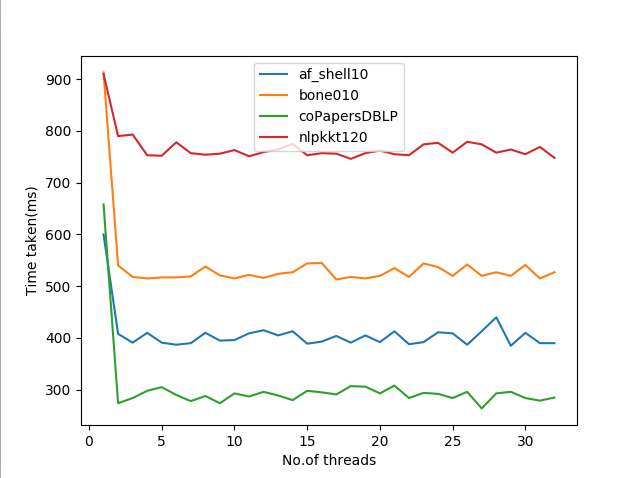 af_shell10
bone010
coPapersDBLP
nlpkkt120
Time taken(ms)
900
800
700
600
500
400
300
0 5 10 15 20 25 30
No.of threads